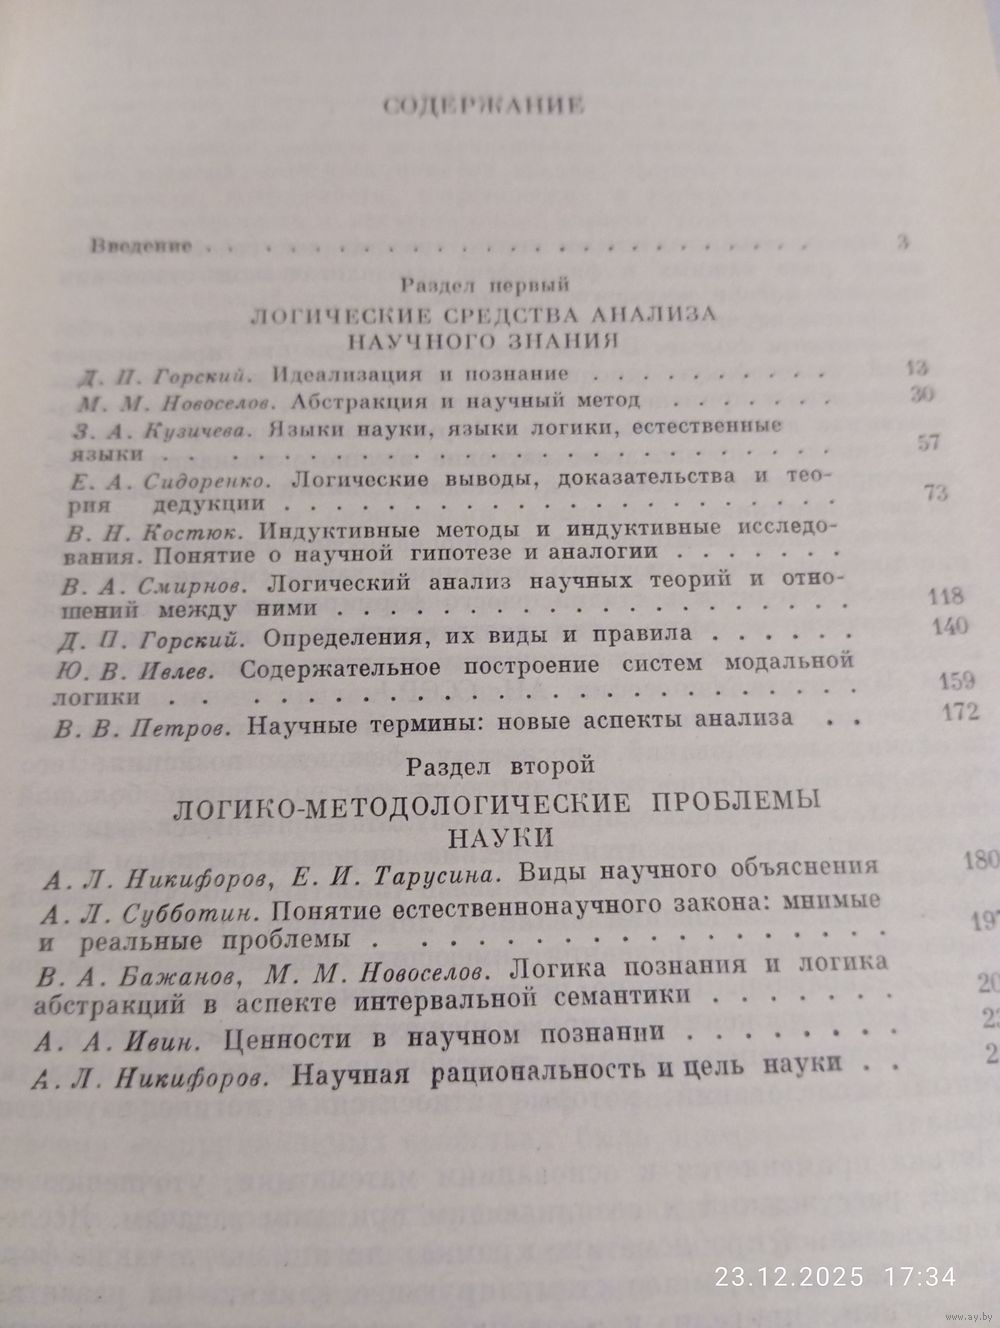 СОДЕРЖАНИЕ
Введение . . . . . . . . . . . . . . . . . . . . . 3
Раздел первый
ЛОГИЧЕСКИЕ СРЕДСТВА АНАЛИЗА
НАУЧНОГО ЗНАНИЯ
Д. П. Горский. Идеализация и познание . . . . . . . . . . 13
М. М. Новоселов. Абстракция и научный метод . . . . . . . 30
З. А. Кузичева. Языки науки, языки логики, естественные
языки . . . . . . . . . . . . . . . . . . . . . 57
Е. А. Сидоренко. Логические выводы, доказательства и тео-
рия дедукции . . . . . . . . . . . . . . . . . . 73
В. Н. Костюк. Индуктивные методы и индуктивные исследо-
вания. Понятие о научной гипотезе и аналогии . . . . . . .
В. А. Смирнов. Логический анализ научных теорий и отно-
шений между ними . . . . . . . . . . . . . . . . . 118
Д. П. Горский. Определения, их виды и правила . . . . . . 140
Ю. В. Ивлев. Содержательное построение систем модальной
логики . . . . . . . . . . . . . . . . . . . . . 159
В. В. Петров. Научные термины: новые аспекты анализа . . 172
Раздел второй
ЛОГИКО-МЕТОДОЛОГИЧЕСКИЕ ПРОБЛЕМЫ
НАУКИ
А. Л. Никифоров, Е. И. Тарусина. Виды научного объяснения 180
А. Л. Субботин. Понятие естественнонаучного закона: мнимые
и реальные проблемы . . . . . . . . . . . . . . . . 197
В. А. Бажанов, М. М. Новоселов. Логика познания и логика
абстракций в аспекте интервальной семантики . . . . . . .
А. А. Ивин. Ценности в научном познании . . . . . . . .
А. Л. Никифоров. Научная рациональность и цель науки . .
23.12.2025 17:34
www.ay.by